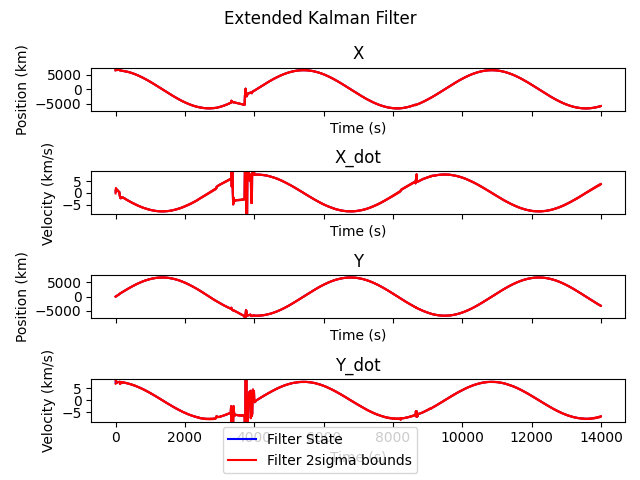 Extended Kalman Filter
X
Position (km)
5000
0
−5000
Time (s)
X_dot
Velocity (km/s)
5
0
−5
Time (s)
Y
Position (km)
5000
0
−5000
Time (s)
Y_dot
Velocity (km/s)
5
0
−5
0 2000 4000 6000 8000 10000 12000 14000
Time (s)
Filter State
Filter 2sigma bounds